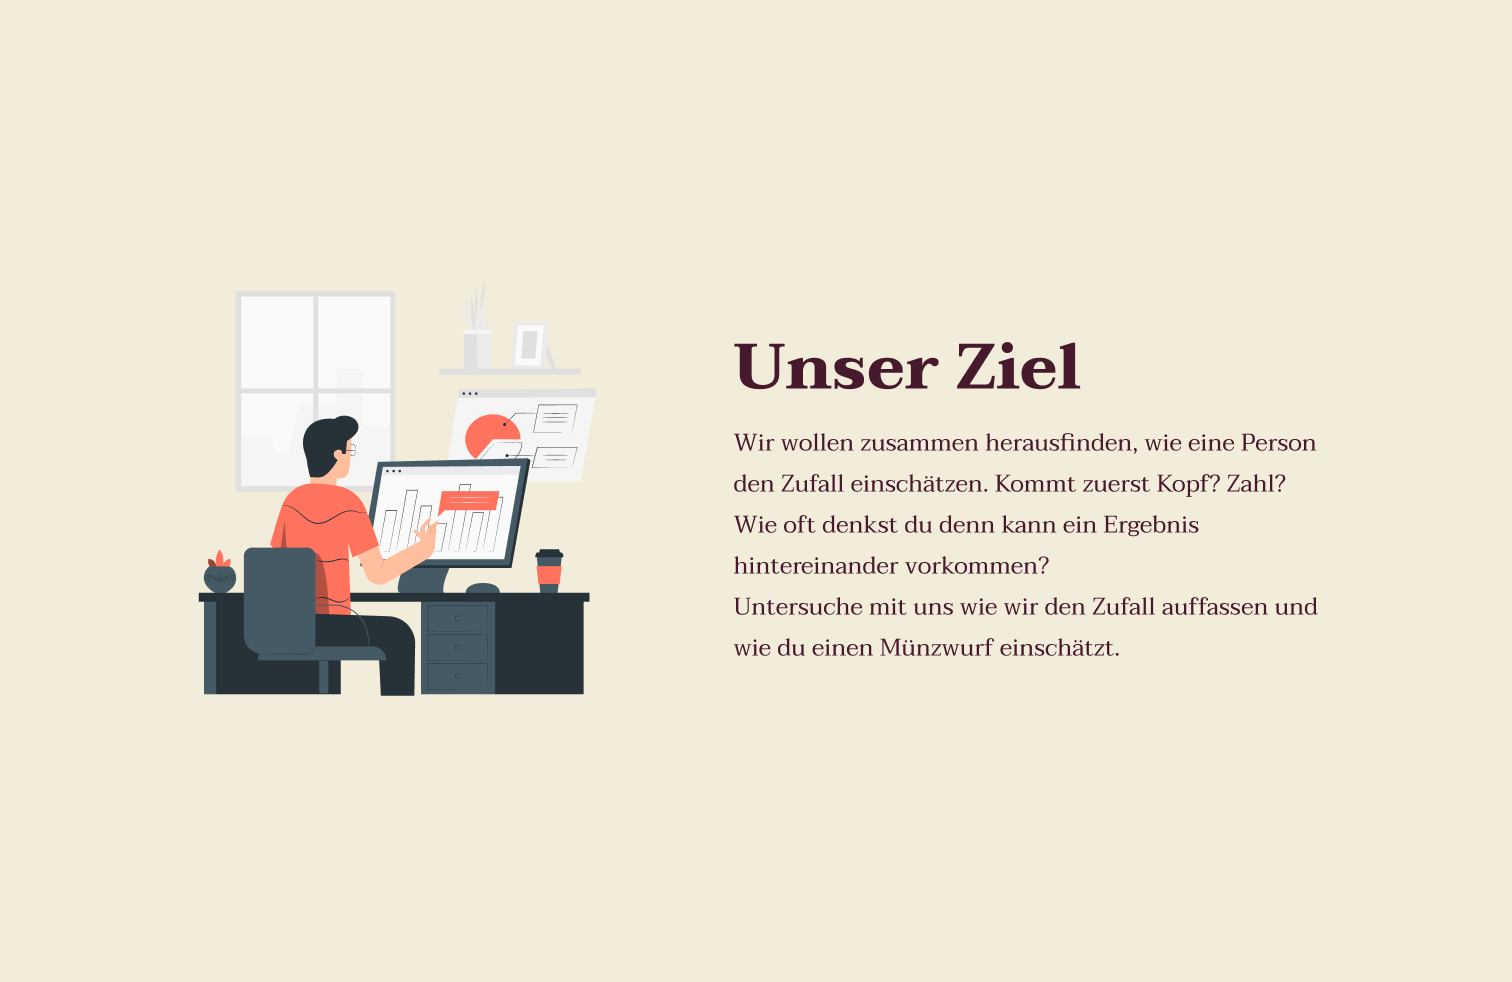 Unser Ziel
Wir wollen zusammen herausfinden, wie eine Person
den Zufall einschätzen. Kommt zuerst Kopf? Zahl?
Wie oft denkst du denn kann ein Ergebnis
hintereinander vorkommen?
Untersuche mit uns wie wir den Zufall auffassen und
wie du einen Münzwurf einschätzt.